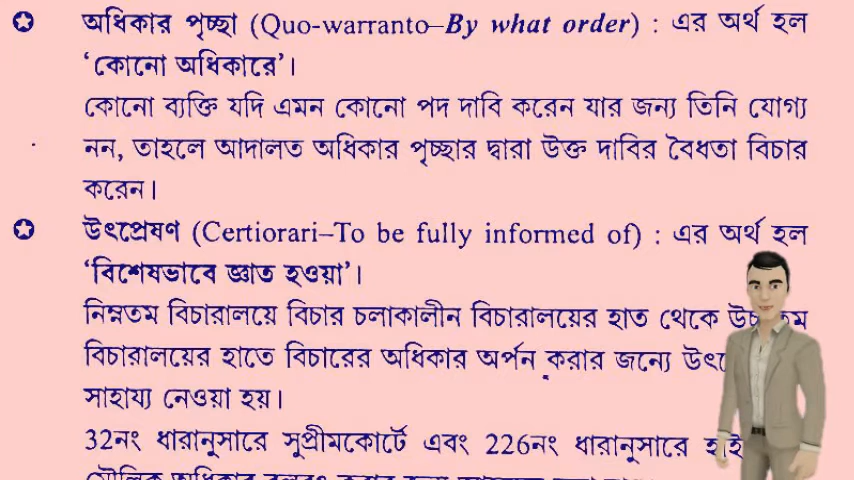 অধিকার পৃচ্ছা (Quo-warranto–By what order) : এর অর্থ হল
‘কোনো অধিকারে’।
কোনো ব্যক্তি যদি এমন কোনো পদ দাবি করেন যার জন্য তিনি যোগ্য
নন, তাহলে আদালত অধিকার পৃচ্ছার দ্বারা উক্ত দাবির বৈধতা বিচার
করেন।
উৎপ্রেষণ (Certiorari–To be fully informed of) : এর অর্থ হল
‘বিশেষভাবে জ্ঞাত হওয়া’।
নিম্নতম বিচারালয়ে বিচার চলাকালীন বিচারালয়ের হাত থেকে
বিচারালয়ের হাতে বিচারের অধিকার অর্পন করার জন্যে
সাহায্য নেওয়া হয়।
32নং ধারানুসারে সুপ্রীমকোর্টে এবং 226নং ধারানুসারে